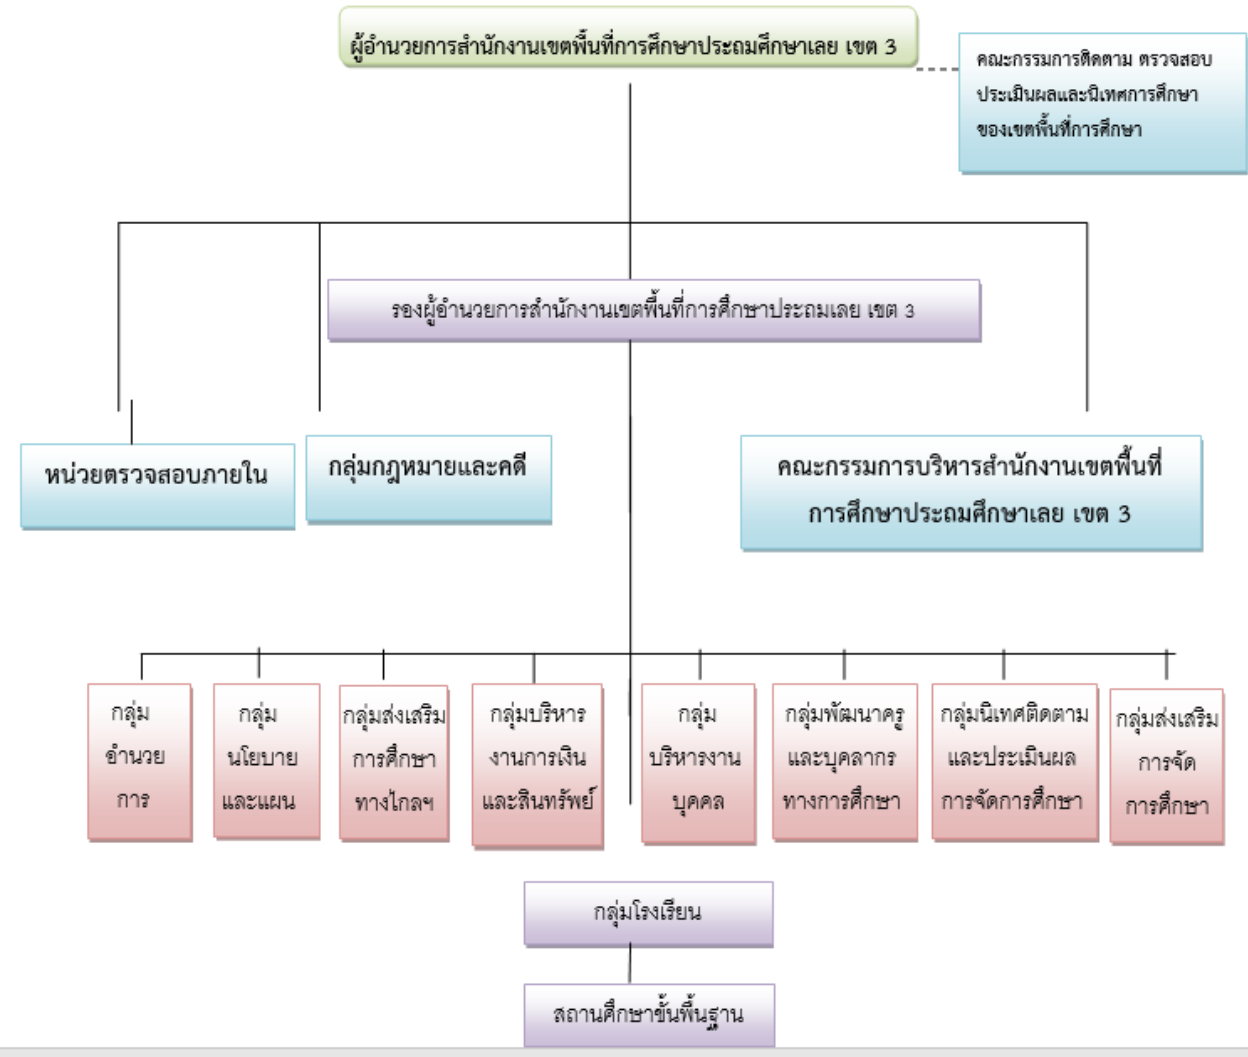 ผู้อำนวยการสำนักงานเขตพื้นที่การศึกษาประถมศึกษาเลย เขต 3
คณะกรรมการติดตาม ตรวจสอบ
ประเมินผลและนิเทศการศึกษา
ของเขตพื้นที่การศึกษา
รองผู้อำนวยการสำนักงานเขตพื้นที่การศึกษาประถมเลย เขต 3
หน่วยตรวจสอบภายใน
กลุ่มกฎหมายและคดี
คณะกรรมการบริหารสำนักงานเขตพื้นที่
การศึกษาประถมศึกษาเลย เขต 3
กลุ่ม
อำนวย
การ
กลุ่ม
นโยบาย
และแผน
กลุ่มส่งเสริม
การศึกษา
ทางไกลฯ
กลุ่มบริหาร
งานการเงิน
และสินทรัพย์
กลุ่ม
บริหารงาน
บุคคล
กลุ่มพัฒนาครู
และบุคลากร
ทางการศึกษา
กลุ่มนิเทศติดตาม
และประเมินผล
การจัดการศึกษา
กลุ่มส่งเสริม
การจัด
การศึกษา
กลุ่มโรงเรียน
สถานศึกษาขั้นพื้นฐาน